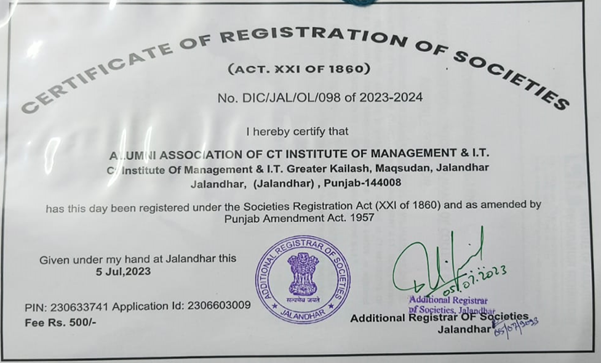 CERTIFICATE OF REGISTRATION OF SOCIETIES
(ACT. XXI OF 1860)
No. DIC/JAL/OL/098 of 2023-2024
I hereby certify that
ALUMNI ASSOCIATION OF CT INSTITUTE OF MANAGEMENT & I.T.
CT Institute Of Management & I.T. Greater Kailash, Maqsudan, Jalandhar
Jalandhar, (Jalandhar) , Punjab-144008
has this day been registered under the Societies Registration Act (XXI of 1860) and as amended by
Punjab Amendment Act. 1957
Given under my hand at Jalandhar this
5 Jul,2023
ADDITIONAL REGISTRAR OF SOCIETIES
सत्यमेव जयते
JALANDHAR
05/07/2023
Additional Registrar
of Societies, Jalandhar
PIN: 230633741 Application Id: 2306603009
Fee Rs. 500/-
Additional Registrar OF Societies
Jalandhar
05/07/2023